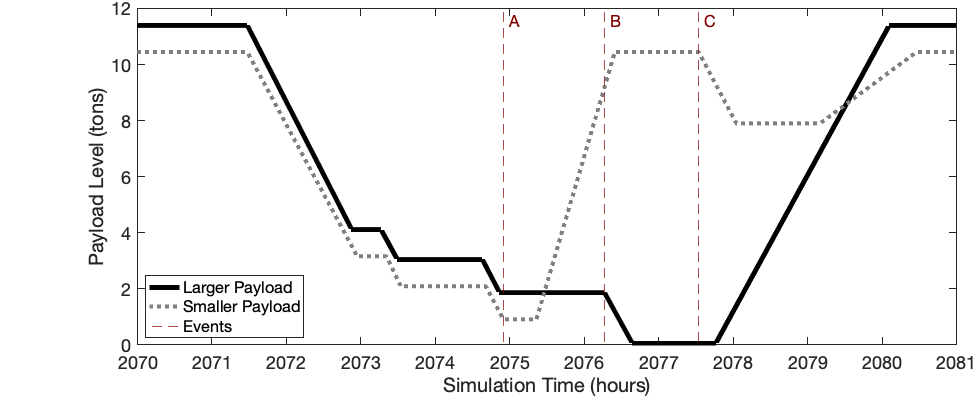 12
10
8
6
4
2
0
Payload Level (tons)
A
B
C
Larger Payload
Smaller Payload
Events
2070 2071 2072 2073 2074 2075 2076 2077 2078 2079 2080 2081
Simulation Time (hours)